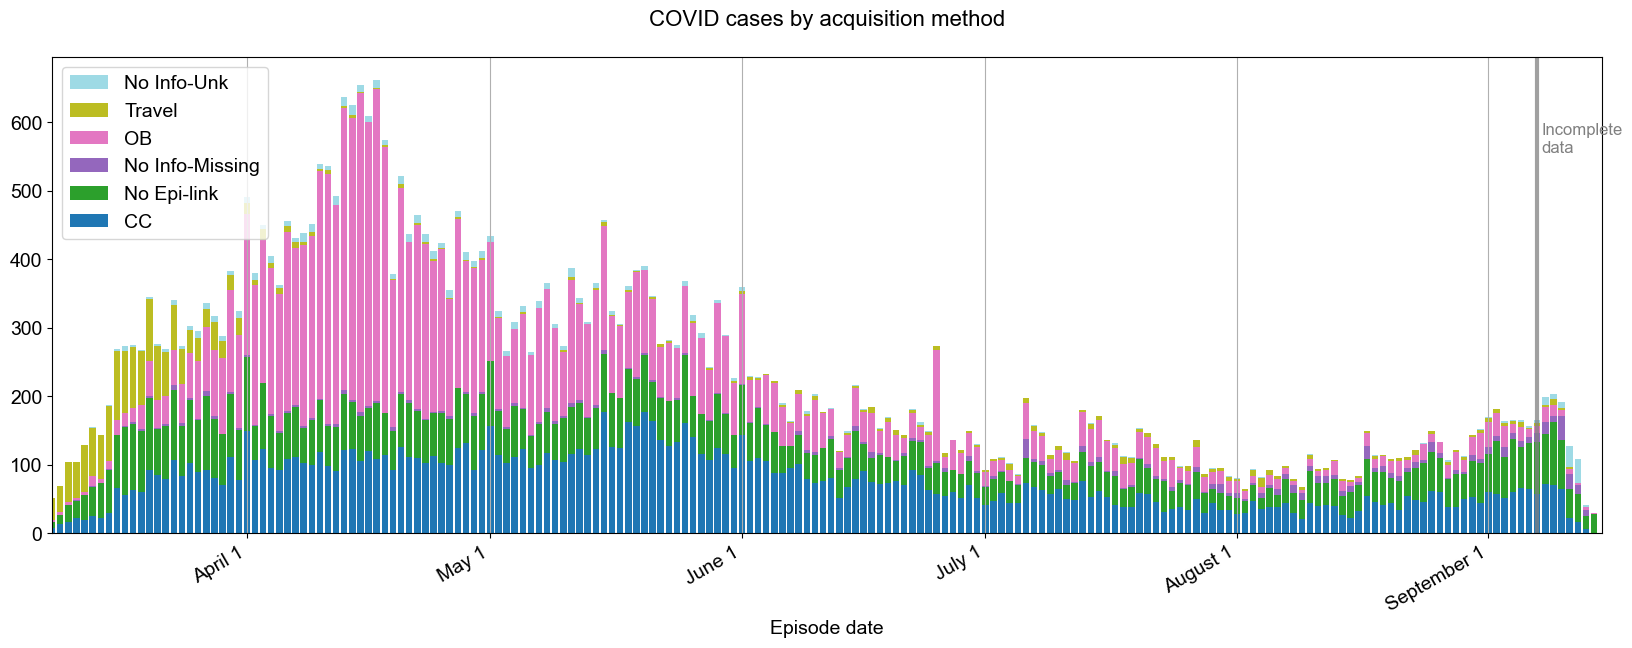 COVID cases by acquisition method
No Info-Unk
Travel
OB
No Info-Missing
No Epi-link
CC
600
500
400
300
200
100
0
Incomplete
data
April 1
May 1
June 1
July 1
August 1
September 1
Episode date